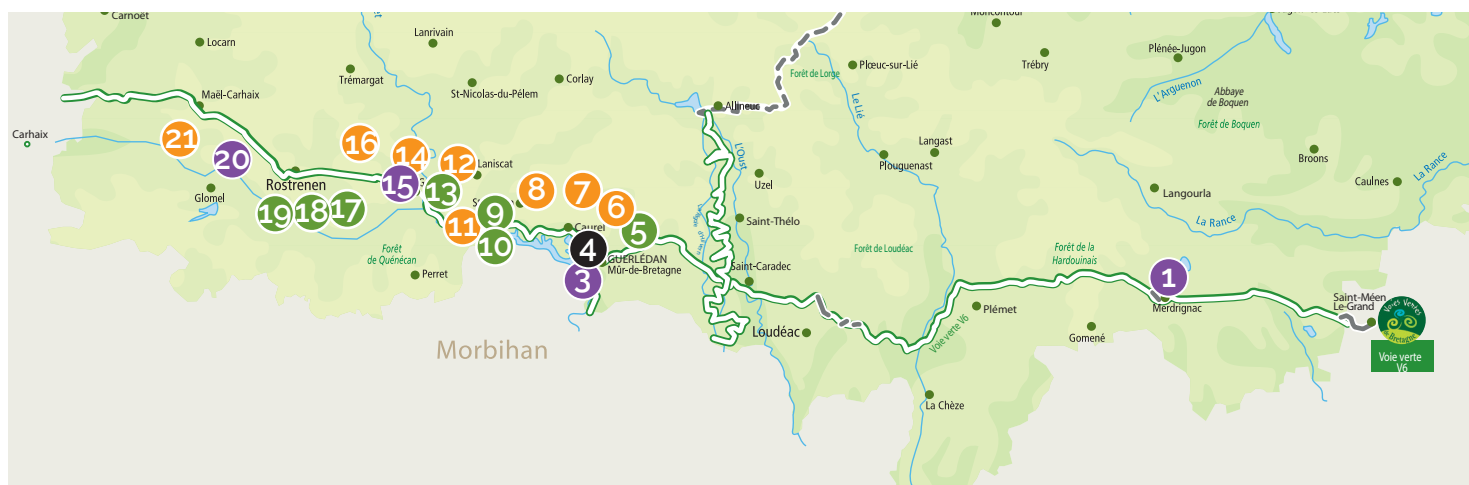 Carnoët
Moncontour
Lanrivain
Locarn
Plénée-Jugon
Trémargat
Corlay
St-Nicolas-du-Pélem
Forêt de Lorge
Plœuc-sur-Lié
Trébry
Maël-Carhaix
Allineuc
Le Lié
L'Arguenon
Abbaye
de Boquen
Forêt de Boquen
Carhaix
21
20
16
14
12
Laniscat
L'Oust
Langast
Plouguenast
Broons
Caulnes
La Rance
Rostrenen
15
13
Glomel
8
7
6
Uzel
Langourla
19
18
17
9
11
10
Caurel
5
4
Saint-Thélo
La Rance
Forêt
de Quénécan
Perret
GUERLÉDAN
Mûr-de-Bretagne
3
Saint-Caradec
Forêt de Loudéac
Forêt de la
Hardouinais
1
Merdrignac
Saint-Méen
Le-Grand
Plémet
Voies Vertes
de Bretagne
Loudéac
Voie verte V6
Gomené
Morbihan
Voie verte
V6
La Chèze